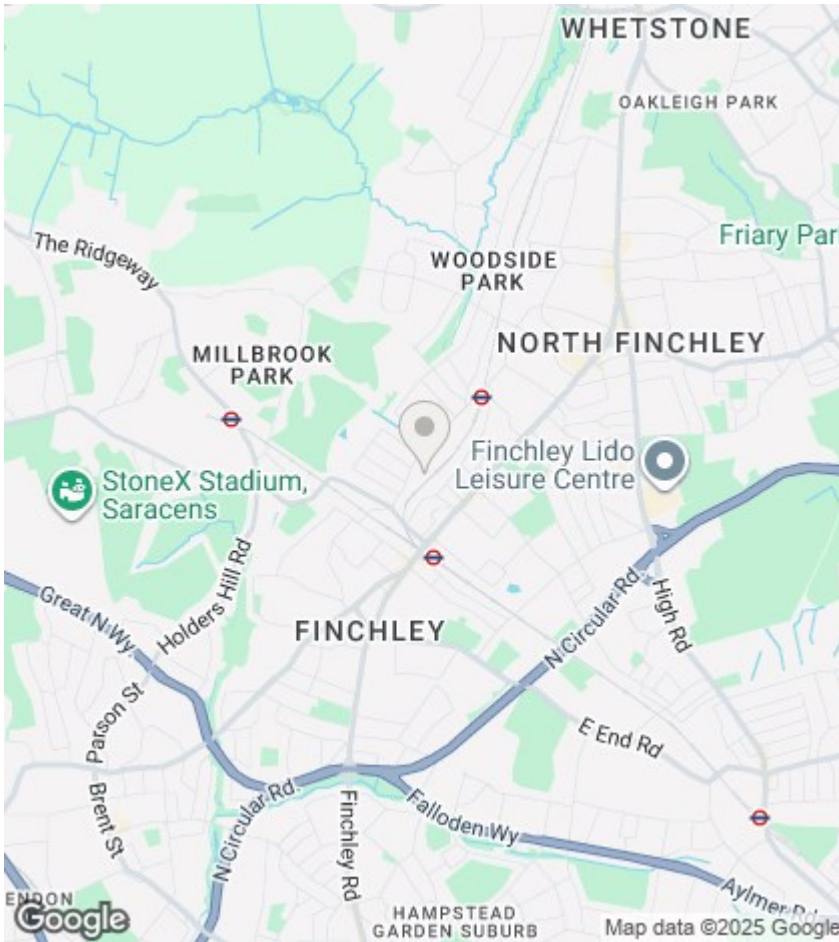 WHETSTONE
OAKLEIGH PARK
Friary Par
The Ridgeway
WOODSIDE
PARK
NORTH FINCHLEY
MILLBROOK
PARK
Finchley Lido
Leisure Centre
StoneX Stadium,
Saracens
Holders Hill Rd
Great N Wy.
N Circular Rd.
High Rd
FINCHLEY
Parson St
E End Rd
Brent St
N Circular Rd.
Finchley Rd
Falloden Wy
ENDON
HAMPSTEAD
GARDEN SUBURB
Aylmer Rd
Google
Map data ©2025 Google